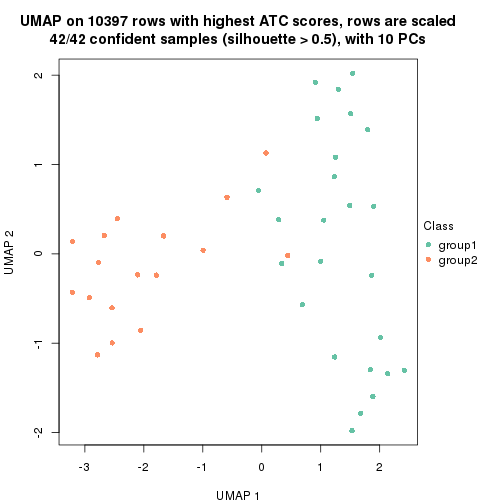 UMAP on 10397 rows with highest ATC scores, rows are scaled
42/42 confident samples (silhouette > 0.5), with 10 PCs
2
1
0
-1
-2
UMAP 2
-3
-2
-1
0
1
2
UMAP 1
Class
group1
group2